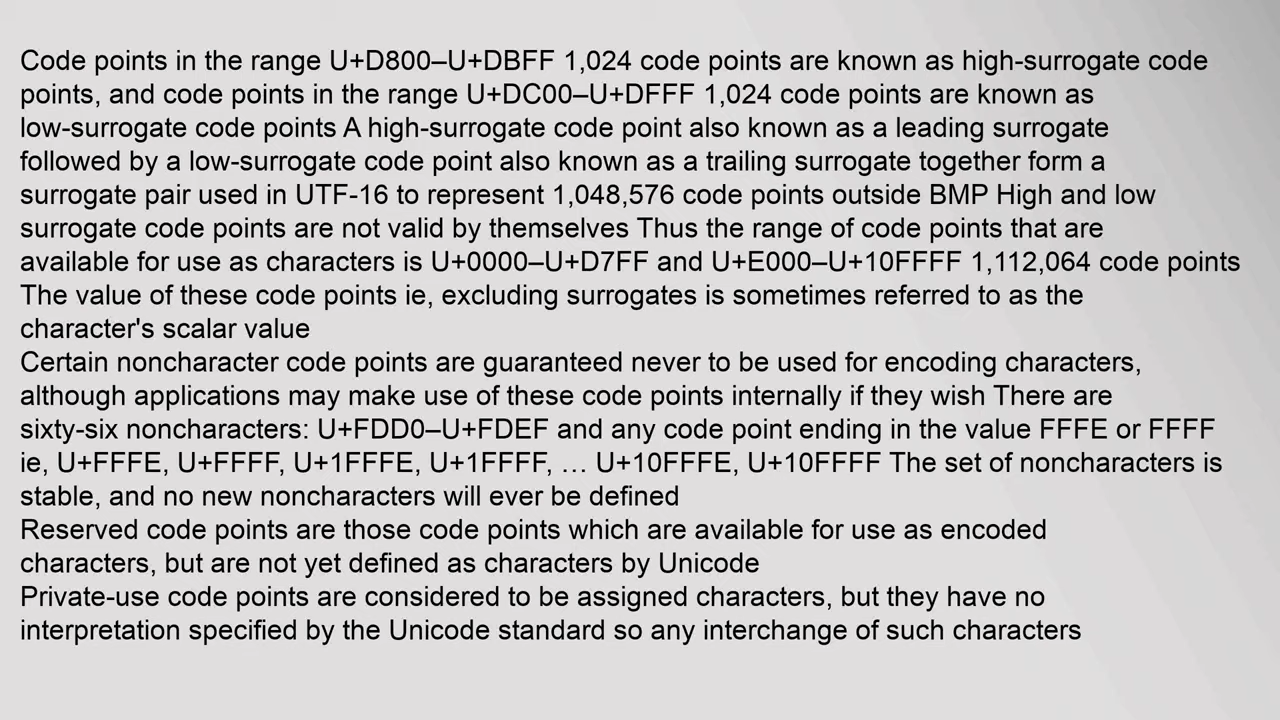 Code points in the range U+D800–U+DBFF 1,024 code points are known as high-surrogate code
points, and code points in the range U+DC00–U+DFFF 1,024 code points are known as
low-surrogate code points A high-surrogate code point also known as a leading surrogate
followed by a low-surrogate code point also known as a trailing surrogate together form a
surrogate pair used in UTF-16 to represent 1,048,576 code points outside BMP High and low
surrogate code points are not valid by themselves Thus the range of code points that are
available for use as characters is U+0000–U+D7FF and U+E000–U+10FFFF 1,112,064 code points
The value of these code points ie, excluding surrogates is sometimes referred to as the
character's scalar value
Certain noncharacter code points are guaranteed never to be used for encoding characters,
although applications may make use of these code points internally if they wish There are
sixty-six noncharacters: U+FDD0–U+FDEF and any code point ending in the value FFFE or FFFF
ie, U+FFFE, U+FFFF, U+1FFFE, U+1FFFF, … U+10FFFE, U+10FFFF The set of noncharacters is
stable, and no new noncharacters will ever be defined
Reserved code points are those code points which are available for use as encoded
characters, but are not yet defined as characters by Unicode
Private-use code points are considered to be assigned characters, but they have no
interpretation specified by the Unicode standard so any interchange of such characters